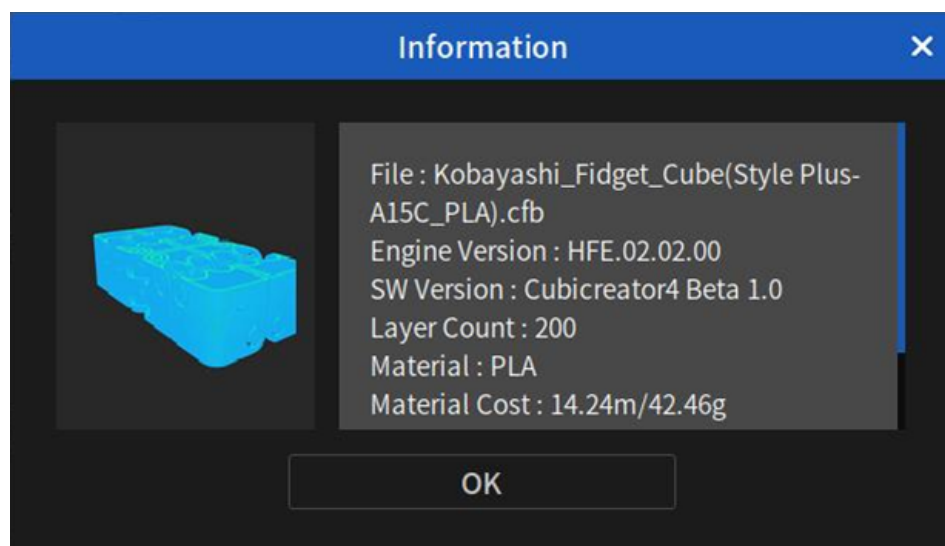 Information
File : Kobayashi_Fidget_Cube(Style Plus-
A15C_PLA).cfb
Engine Version : HFE.02.02.00
SW Version : Cubicreator4 Beta 1.0
Layer Count : 200
Material : PLA
Material Cost : 14.24m/42.46g
OK